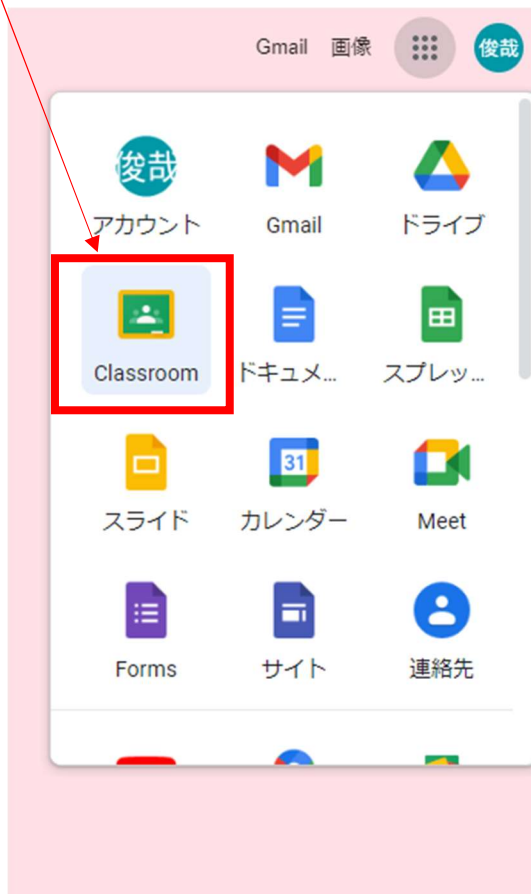 Gmail 画像 俊哉
俊哉
アカウント Gmail ドライブ
Classroom ドキュメ... スプレッ...
31
スライド カレンダー Meet
Forms サイト 連絡先